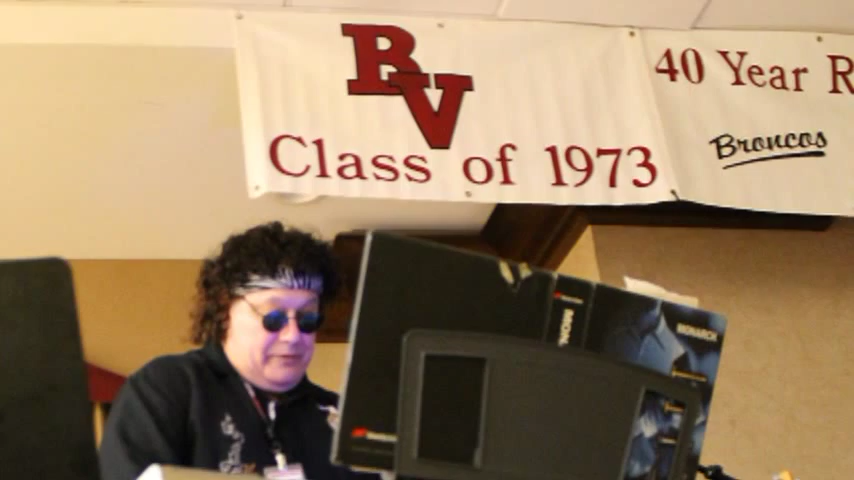 BV
Class of 1973
40 Year R
Broncos
MONARCH